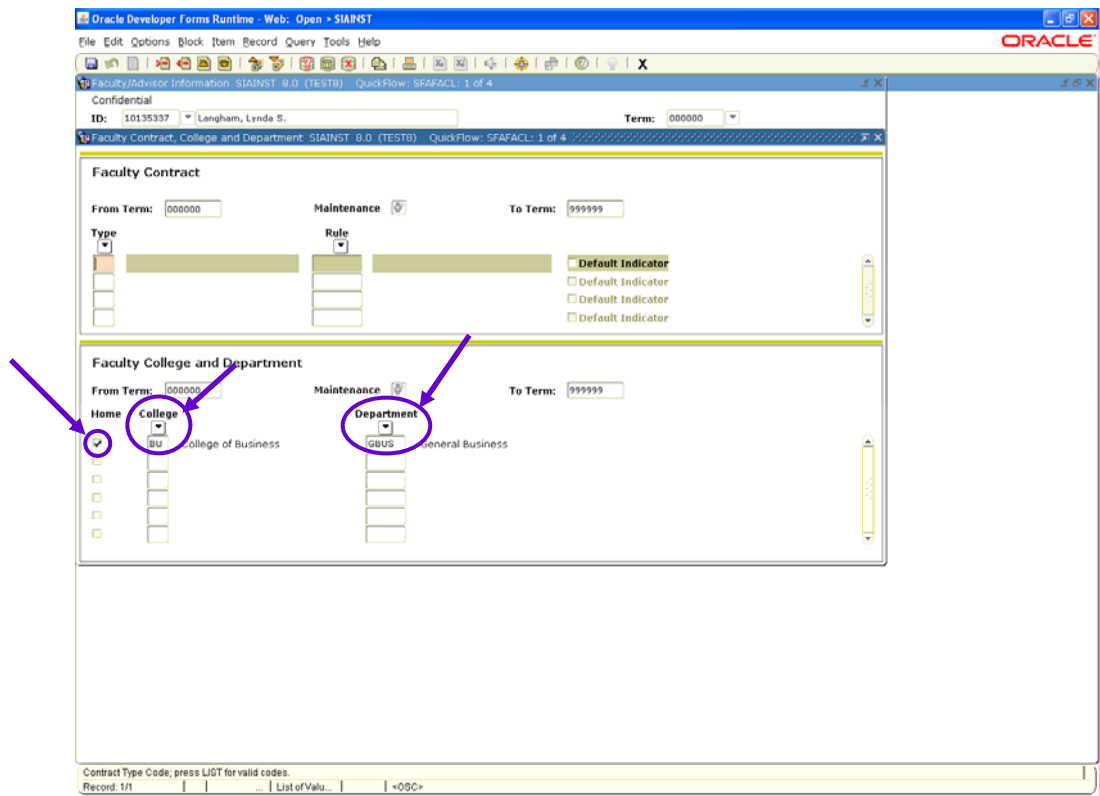 Oracle Developer Forms Runtime - Web: Open > SIAINST
File Edit Options Block Item Record Query Tools Help
ORACLE
Faculty/Advisor Information SIAINST 8.0 (TEST8) QuickFlow: SFAFACL: 1 of 4
Confidential
ID: 10135337 Langham, Lynda S. Term: 000000
Faculty Contract, College and Department SIAINST 8.0 (TEST8) QuickFlow: SFAFACL: 1 of 4
Faculty Contract
From Term: 000000 Maintenance To Term: 999999
Type Rule
Default Indicator
Default Indicator
Default Indicator
Default Indicator
Faculty College and Department
From Term: 000000 Maintenance To Term: 999999
Home College Department
BU College of Business GBUS General Business
Contract Type Code; press LIST for valid codes.
Record: 1/1 ... List of Valu... <OSC>